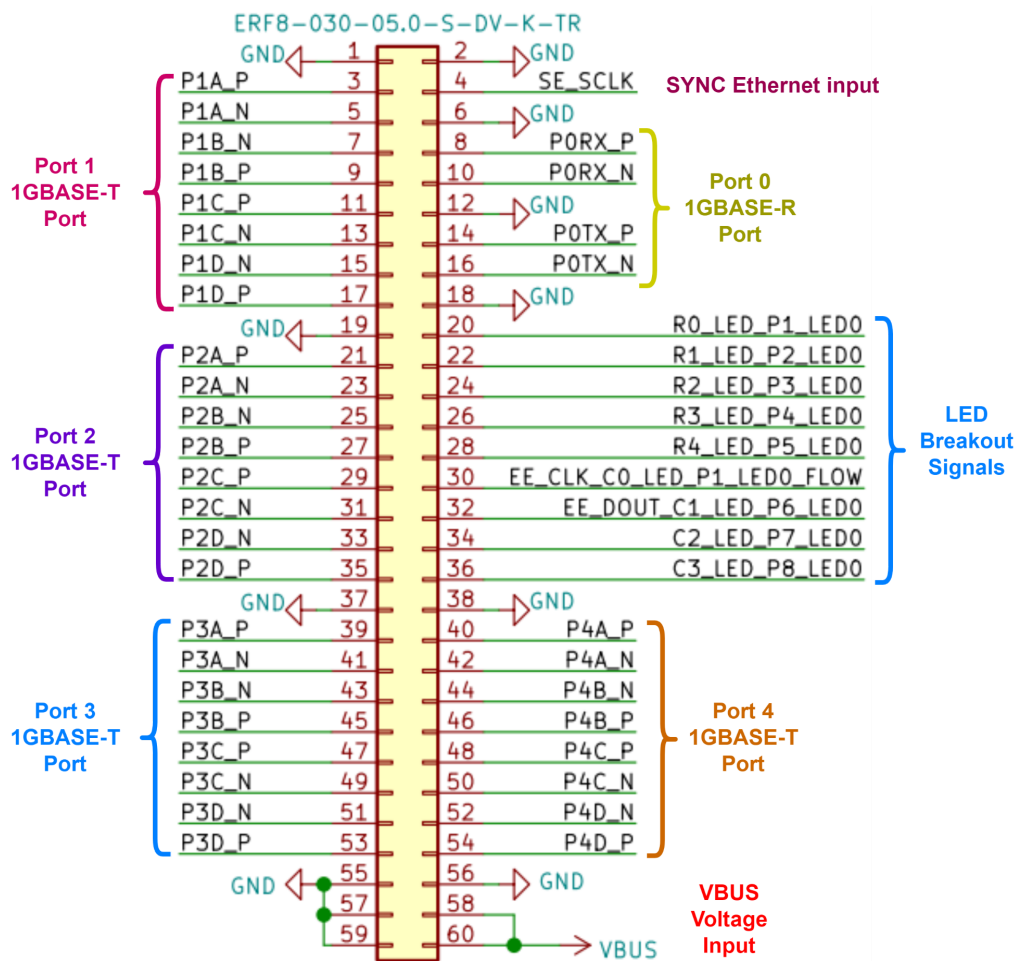 ERF8-030-05.0-S-DV-K-TR
GND 1 2 GND
P1A_P 3 4 SE_SCLK SYNC Ethernet input
P1A_N 5 6 GND
P1B_N 7 8 P0RX_P
P1B_P 9 10 P0RX_N
P1C_P 11 12 GND
P1C_N 13 14 P0TX_P
P1D_N 15 16 P0TX_N
P1D_P 17 18 GND
Port 1
1GBASE-T
Port
Port 0
1GBASE-R
Port
GND 19 20 R0_LED_P1_LED0
P2A_P 21 22 R1_LED_P2_LED0
P2A_N 23 24 R2_LED_P3_LED0
P2B_N 25 26 R3_LED_P4_LED0
P2B_P 27 28 R4_LED_P5_LED0
P2C_P 29 30 EE_CLK_C0_LED_P1_LED0_FLOW
P2C_N 31 32 EE_DOUT_C1_LED_P6_LED0
P2D_N 33 34 C2_LED_P7_LED0
P2D_P 35 36 C3_LED_P8_LED0
Port 2
1GBASE-T
Port
LED
Breakout
Signals
GND 37 38 GND
P3A_P 39 40 P4A_P
P3A_N 41 42 P4A_N
P3B_N 43 44 P4B_N
P3B_P 45 46 P4B_P
P3C_P 47 48 P4C_P
P3C_N 49 50 P4C_N
P3D_N 51 52 P4D_N
P3D_P 53 54 P4D_P
Port 3
1GBASE-T
Port
Port 4
1GBASE-T
Port
GND 55 56 GND
57 58
59 60 VBUS
VBUS
Voltage
Input